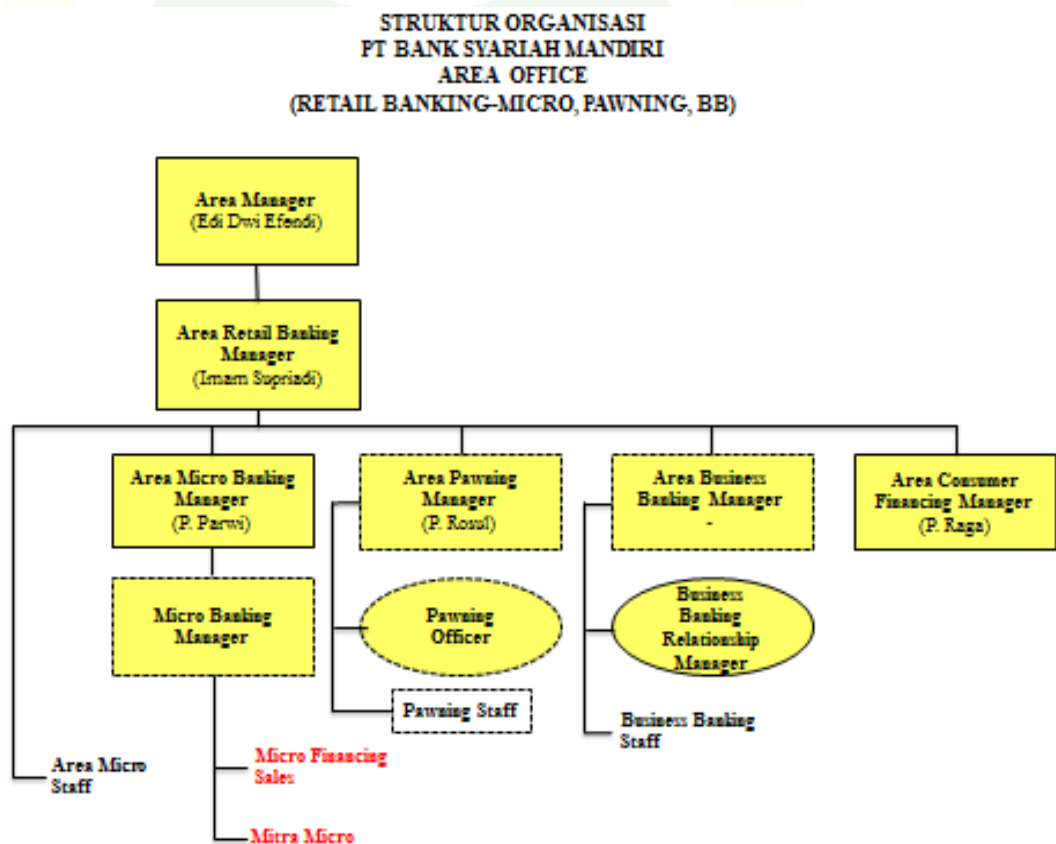 STRUKTUR ORGANISASI
PT BANK SYARIAH MANDIRI
AREA OFFICE
(RETAIL BANKING-MICRO, PAWNING, BB)
Area Manager
(Edi Dwi Efendi)
Area Retail Banking
Manager
(Imam Supriadi)
Area Micro Banking
Manager
(P. Parwi)
Area Pawning
Manager
(P. Rosul)
Area Business
Banking Manager
-
Area Consumer
Financing Manager
(P. Raga)
Micro Banking
Manager
Pawning
Officer
Business
Banking
Relationship
Manager
Pawning Staff
Business Banking
Staff
Area Micro
Staff
Micro Financing
Sales
Mitra Micro